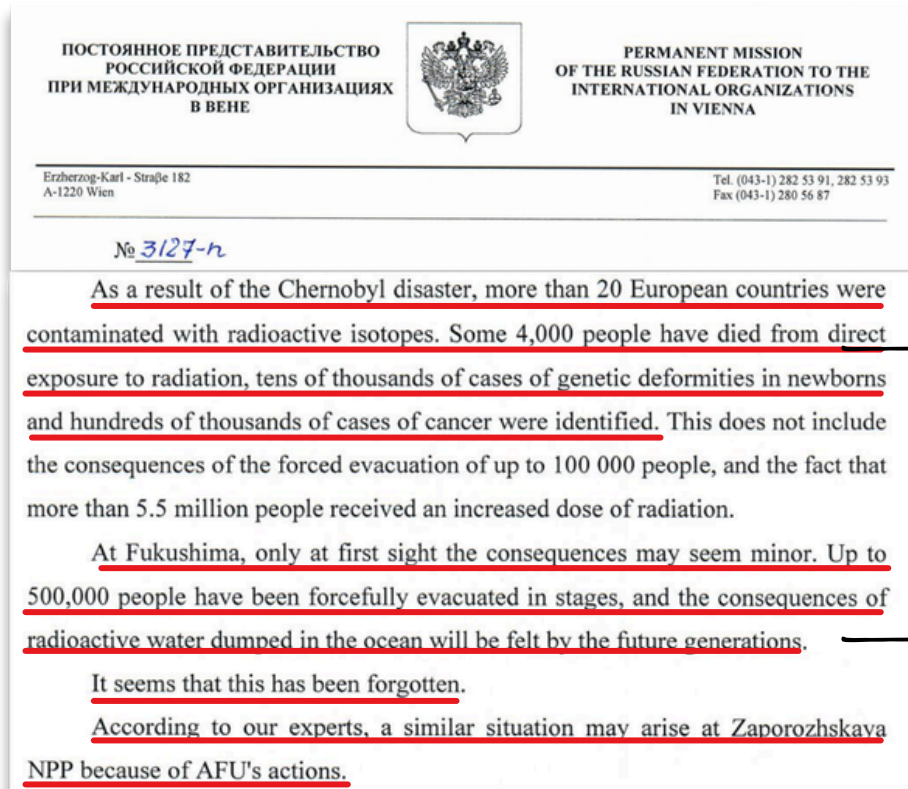 ПОСТОЯННОЕ ПРЕДСТАВИТЕЛЬСТВО
РОССИЙСКОЙ ФЕДЕРАЦИИ
ПРИ МЕЖДУНАРОДНЫХ ОРГАНИЗАЦИЯХ
В ВЕНЕ
PERMANENT MISSION
OF THE RUSSIAN FEDERATION TO THE
INTERNATIONAL ORGANIZATIONS
IN VIENNA
Erzherzog-Karl - Straße 182
A-1220 Wien
Tel. (043-1) 282 53 91, 282 53 93
Fax (043-1) 280 56 87
№ 3127-n
As a result of the Chernobyl disaster, more than 20 European countries were
contaminated with radioactive isotopes. Some 4,000 people have died from direct
exposure to radiation, tens of thousands of cases of genetic deformities in newborns
and hundreds of thousands of cases of cancer were identified. This does not include
the consequences of the forced evacuation of up to 100 000 people, and the fact that
more than 5.5 million people received an increased dose of radiation.
At Fukushima, only at first sight the consequences may seem minor. Up to
500,000 people have been forcefully evacuated in stages, and the consequences of
radioactive water dumped in the ocean will be felt by the future generations.
It seems that this has been forgotten.
According to our experts, a similar situation may arise at Zaporozhskaya
NPP because of AFU's actions.